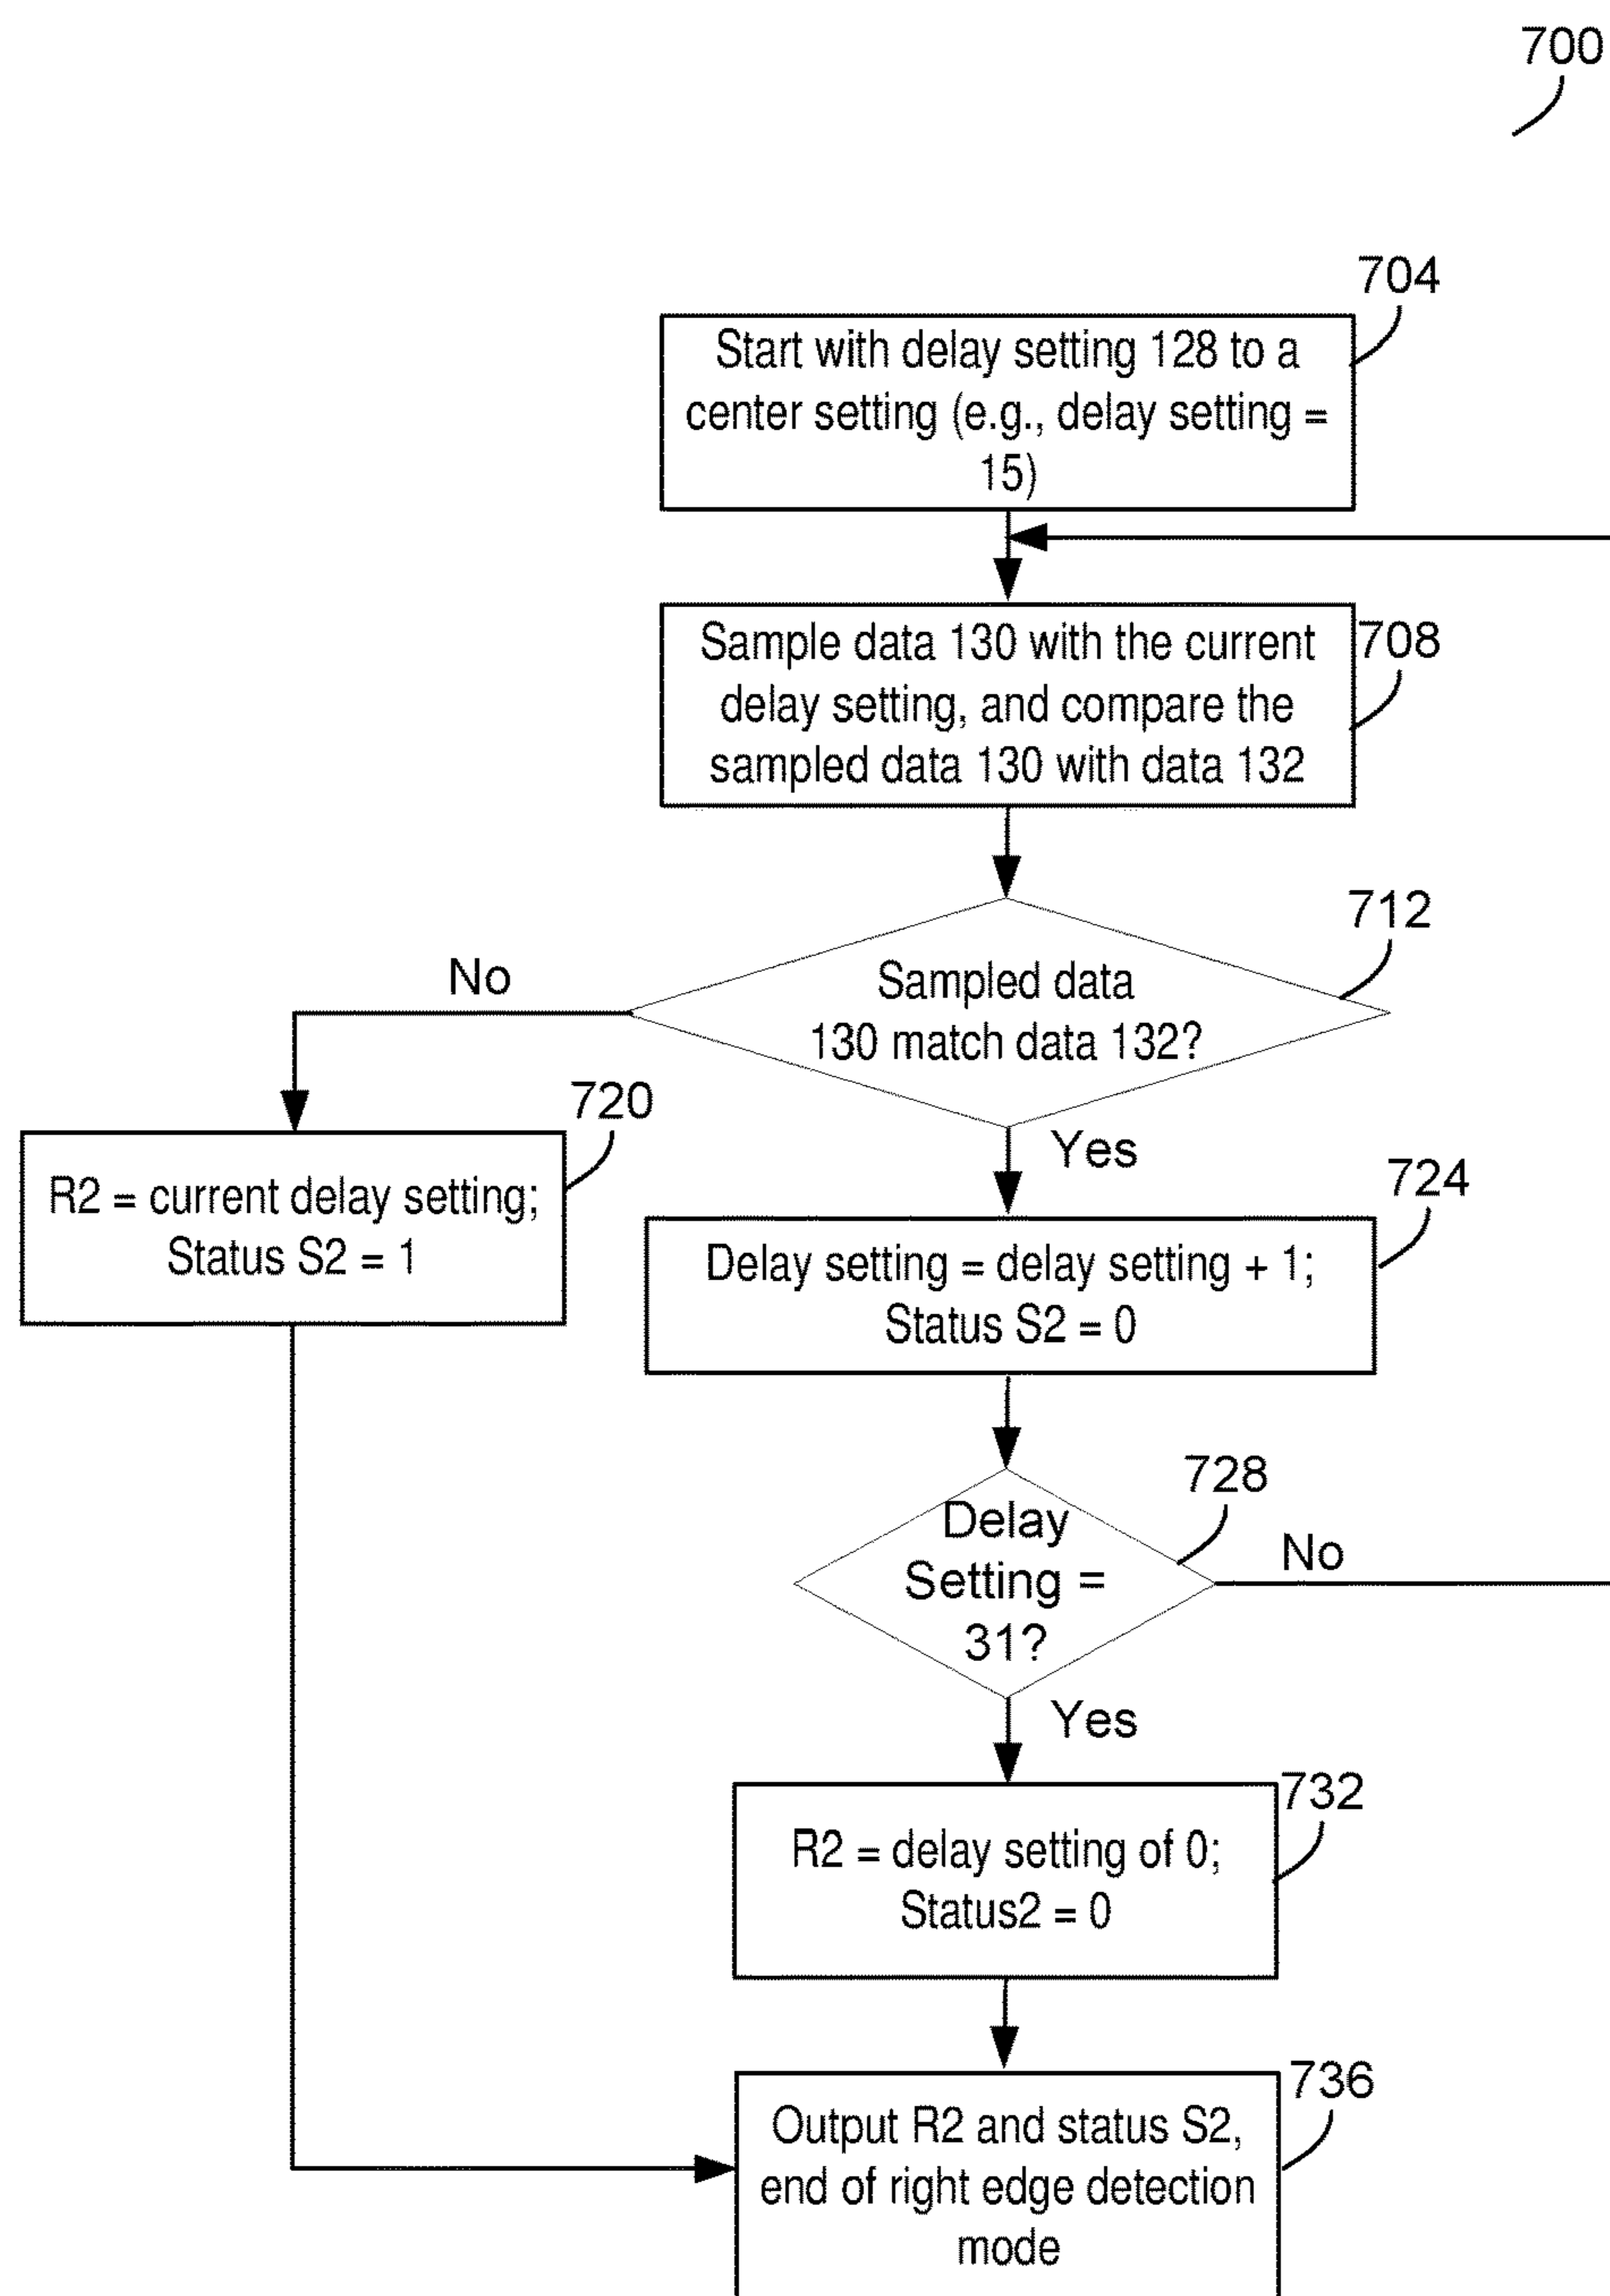 700
704
Start with delay setting 128 to a
center setting (e.g., delay setting =
15)
708
Sample data 130 with the current
delay setting, and compare the
sampled data 130 with data 132
712
Sampled data
130 match data 132?
No
Yes
720
R2 = current delay setting;
Status S2 = 1
724
Delay setting = delay setting + 1;
Status S2 = 0
728
Delay
Setting =
31?
No
Yes
732
R2 = delay setting of 0;
Status2 = 0
736
Output R2 and status S2,
end of right edge detection
mode